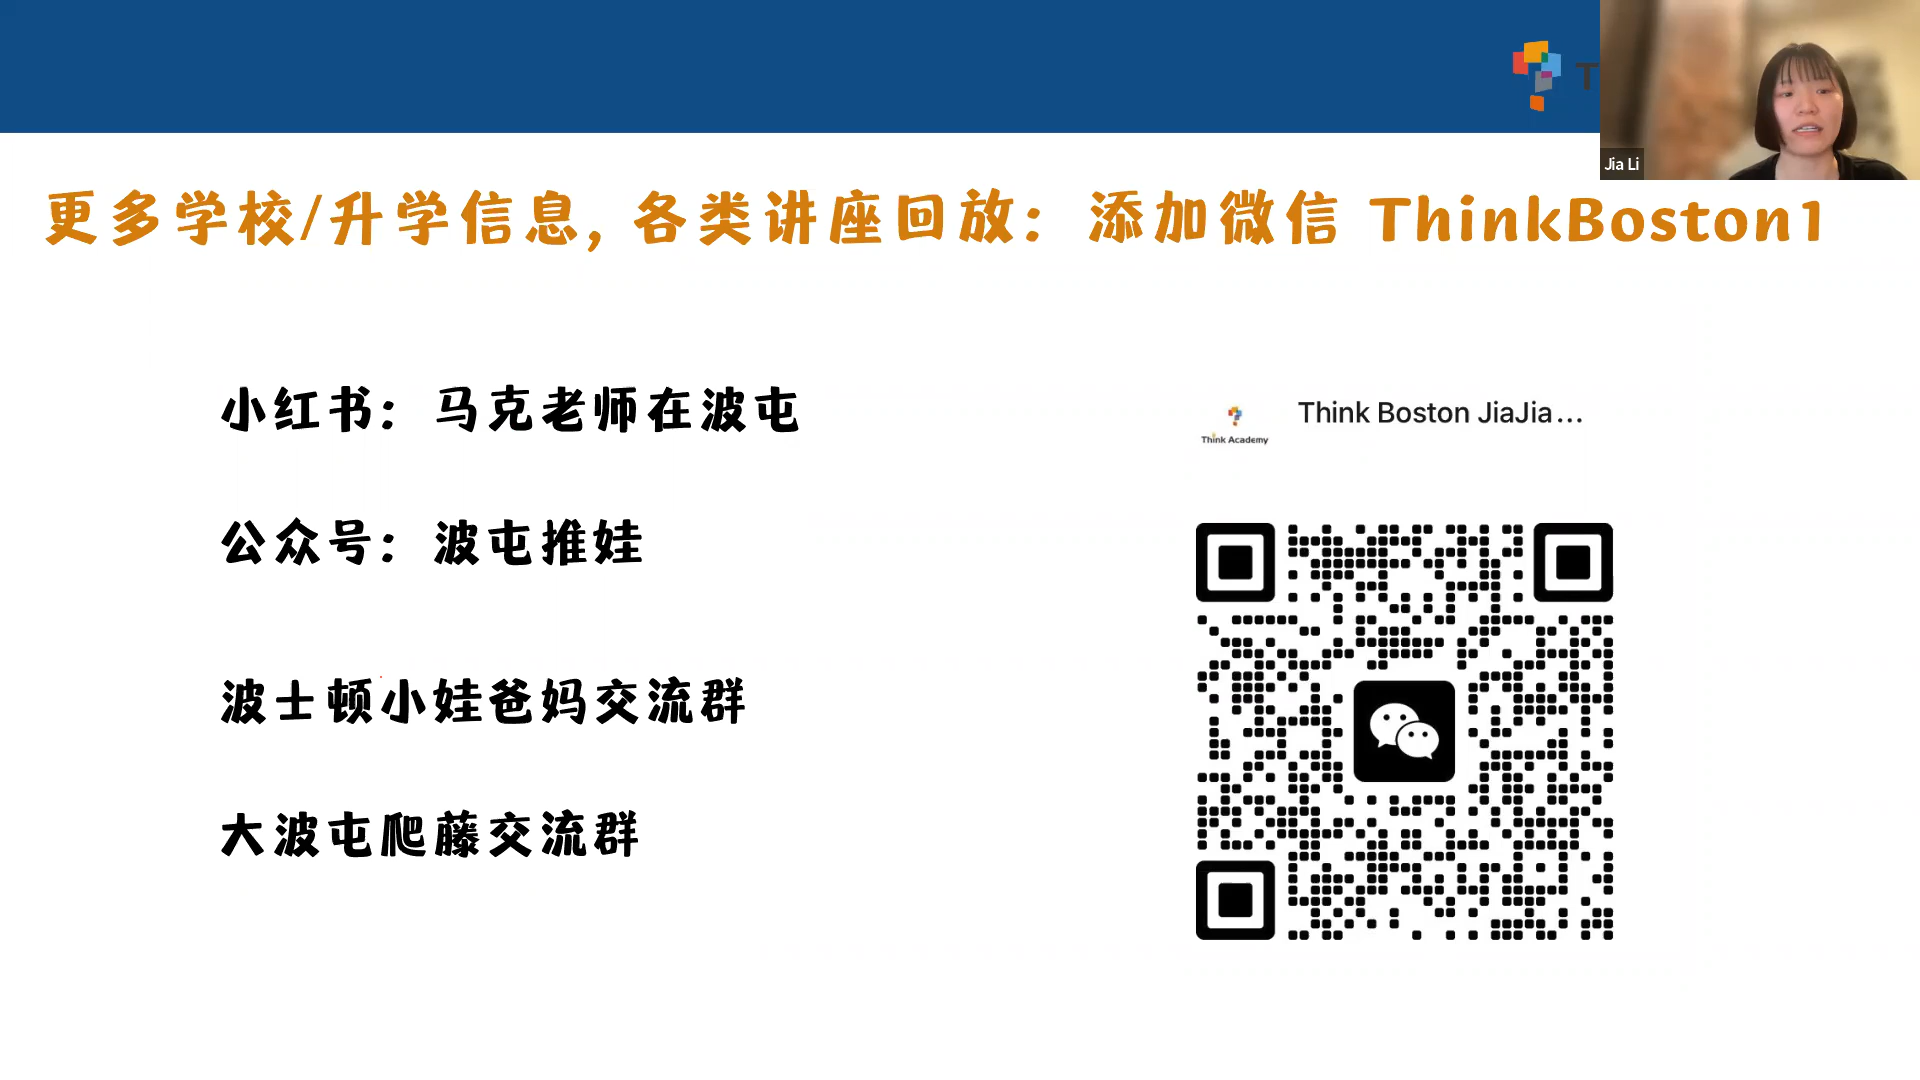 T
Jia Li
更多学校/升学信息, 各类讲座回放：添加微信 ThinkBoston1
小红书：马克老师在波屯
Think Academy
Think Boston JiaJia...
公众号：波屯推娃
波士顿小娃爸妈交流群
大波屯爬藤交流群